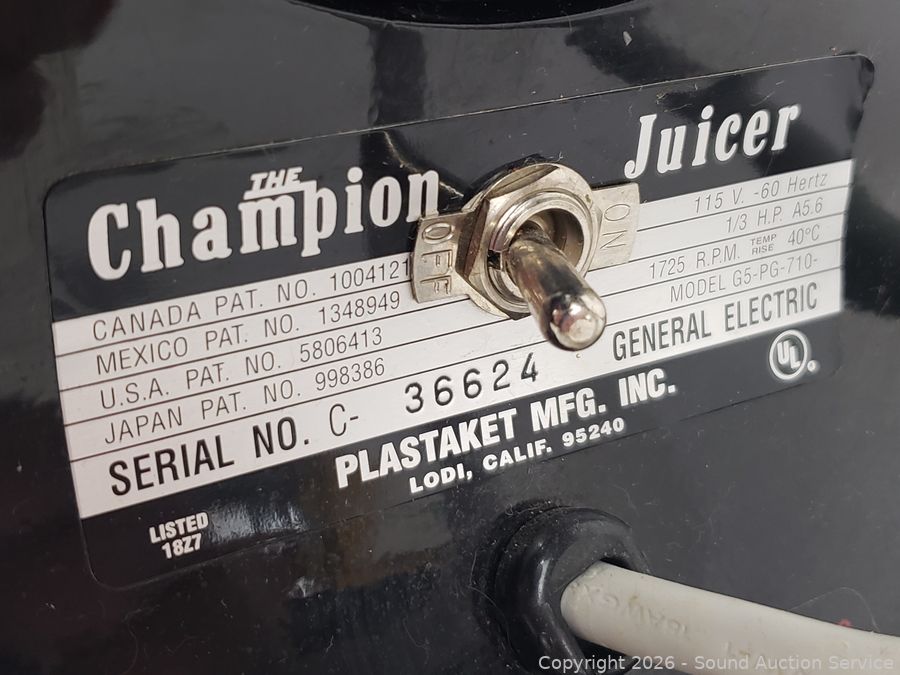 THE
Champion Juicer
OFF
ON
CANADA PAT. NO. 1004121
MEXICO PAT. NO. 1348949
U.S.A. PAT. NO. 5806413
JAPAN PAT. NO. 998386
SERIAL NO. C- 36624
115 V. -60 Hertz
1/3 H.P. A5.6
1725 R.P.M. TEMP RISE 40°C
MODEL G5-PG-710-
GENERAL ELECTRIC
UL
PLASTAKET MFG. INC.
LODI, CALIF. 95240
LISTED
18Z7
Copyright 2026 - Sound Auction Service